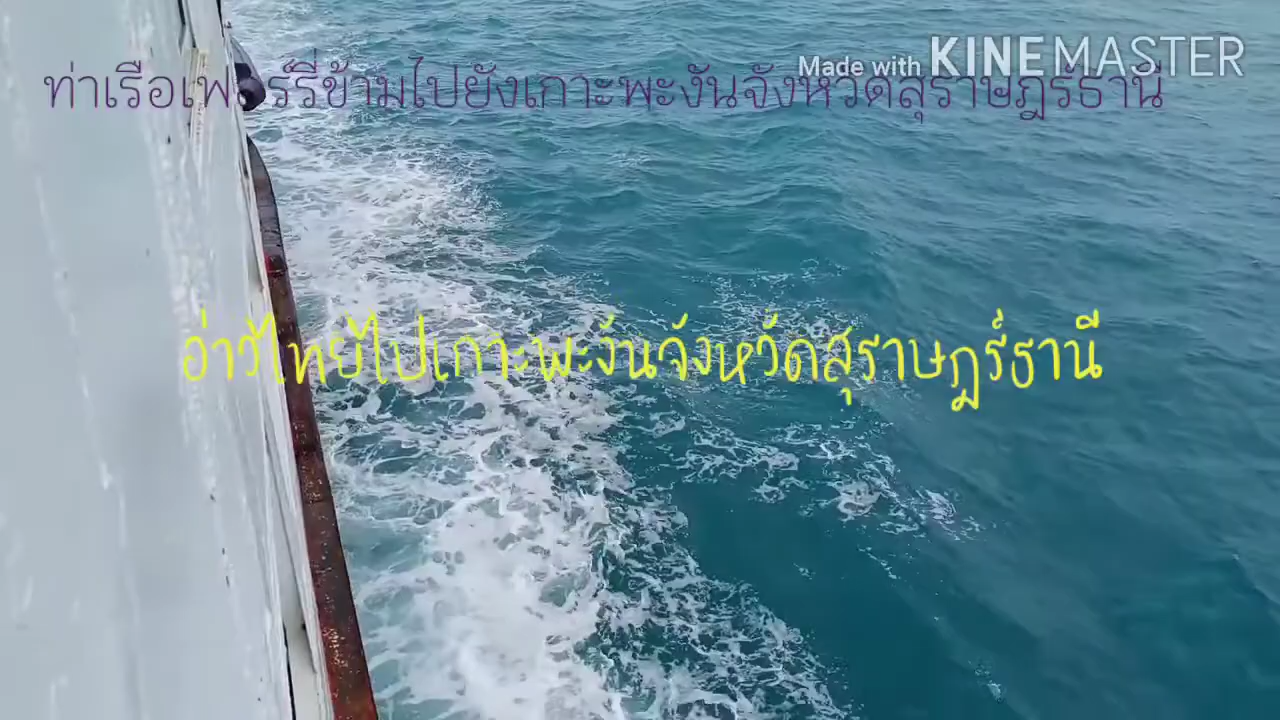 Made with KINEMASTER
ท่าเรือเฟอร์รี่ข้ามไปยังเกาะพะงันจังหวัดสุราษฎร์ธานี
อ่าวไทยไปเกาะพะงันจังหวัดสุราษฎร์ธานี